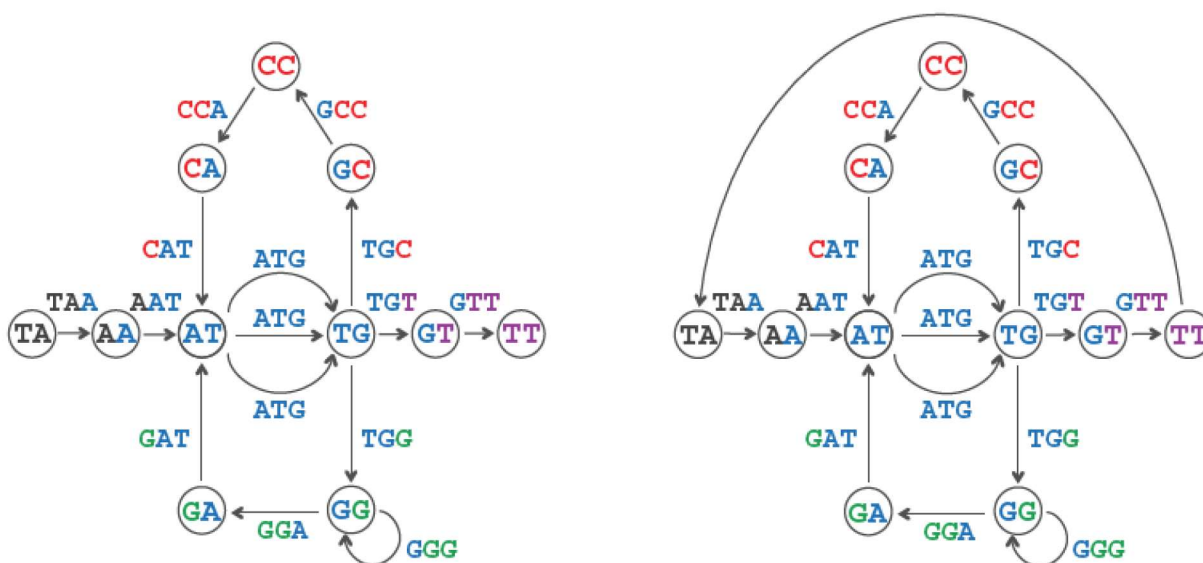 CC
CCA GCC
CA GC
CAT ATG TGC
TAA AAT ATG TGT GTT
TA AA AT TG GT TT
ATG
GAT TGG
GA GG
GGA GGG
CC
CCA GCC
CA GC
CAT ATG TGC
TAA AAT ATG TGT GTT
TA AA AT TG GT TT
ATG
GAT TGG
GA GG
GGA GGG